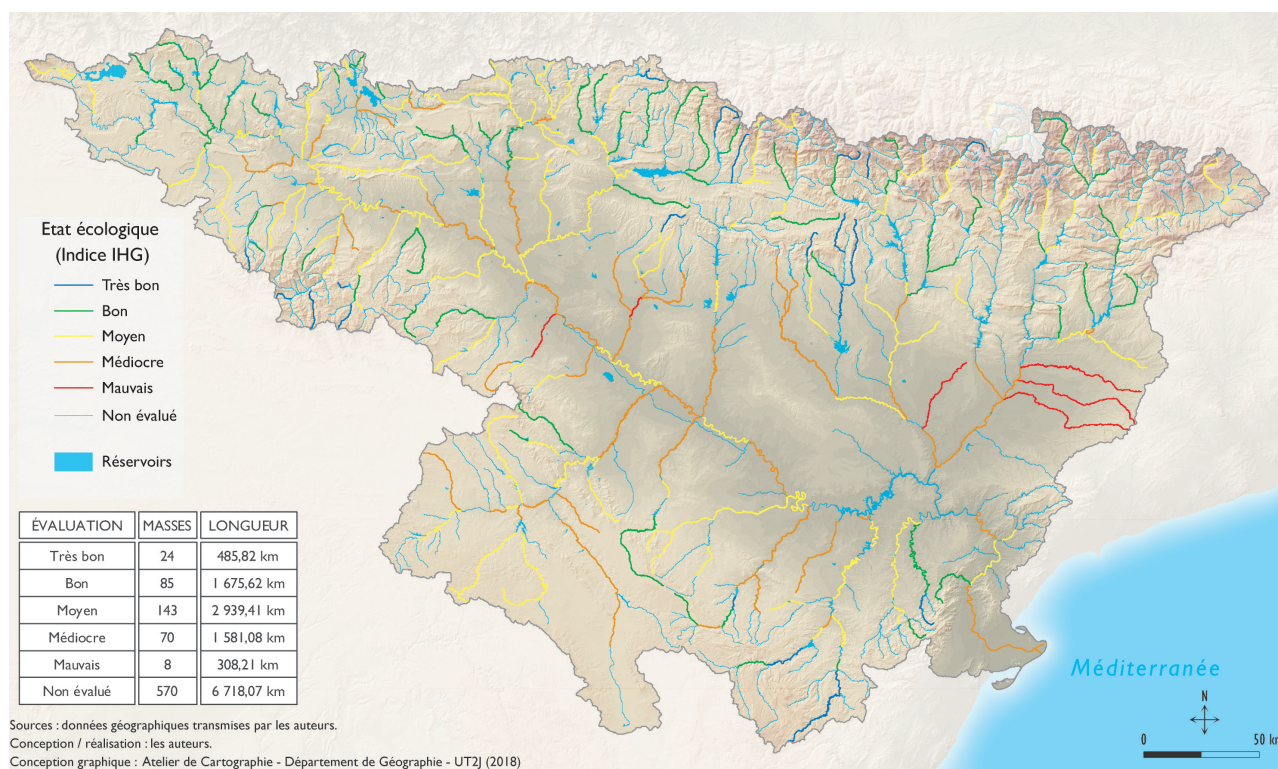 Etat écologique
(Indice IHG)
Très bon
Bon
Moyen
Médiocre
Mauvais
Non évalué
Réservoirs
ÉVALUATION MASSES LONGUEUR
Très bon 24 485,82 km
Bon 85 1 675,62 km
Moyen 143 2 939,41 km
Médiocre 70 1 581,08 km
Mauvais 8 308,21 km
Non évalué 570 6 718,07 km
Méditerranée
N
0 50 km
Sources : données géographiques transmises par les auteurs.
Conception / réalisation : les auteurs.
Conception graphique : Atelier de Cartographie - Département de Géographie - UT2J (2018)